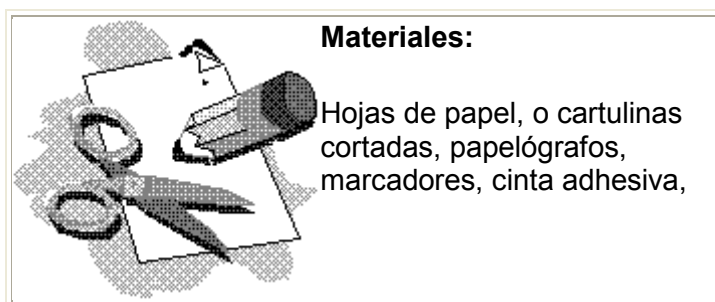 Materiales:
Hojas de papel, o cartulinas
cortadas, papelógrafos,
marcadores, cinta adhesiva,